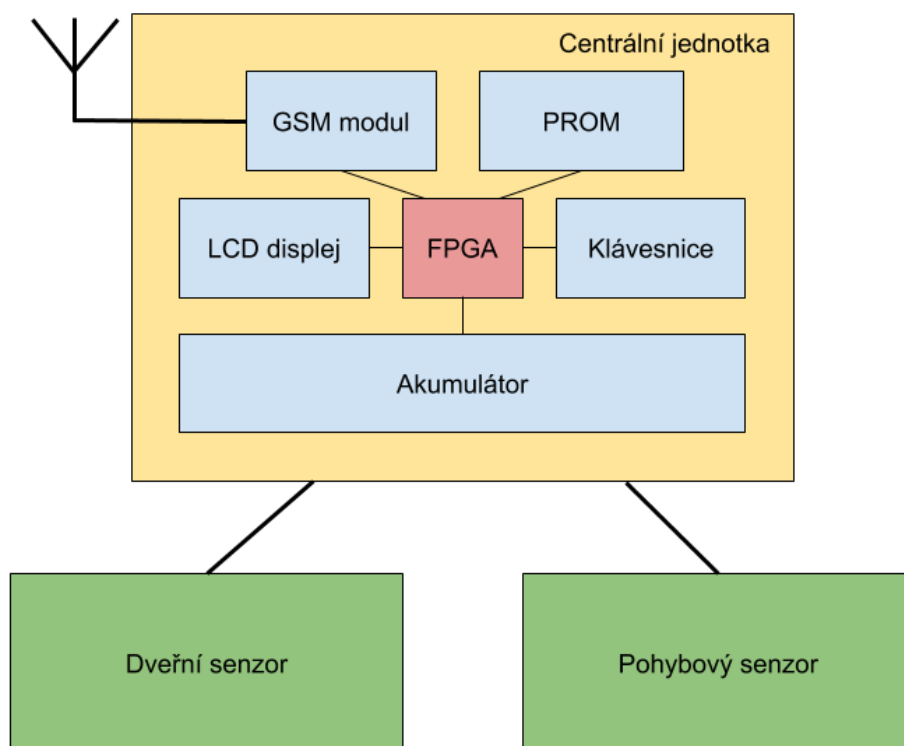 Centrální jednotka
GSM modul
PROM
LCD displej
FPGA
Klávesnice
Akumulátor
Dveřní senzor
Pohybový senzor